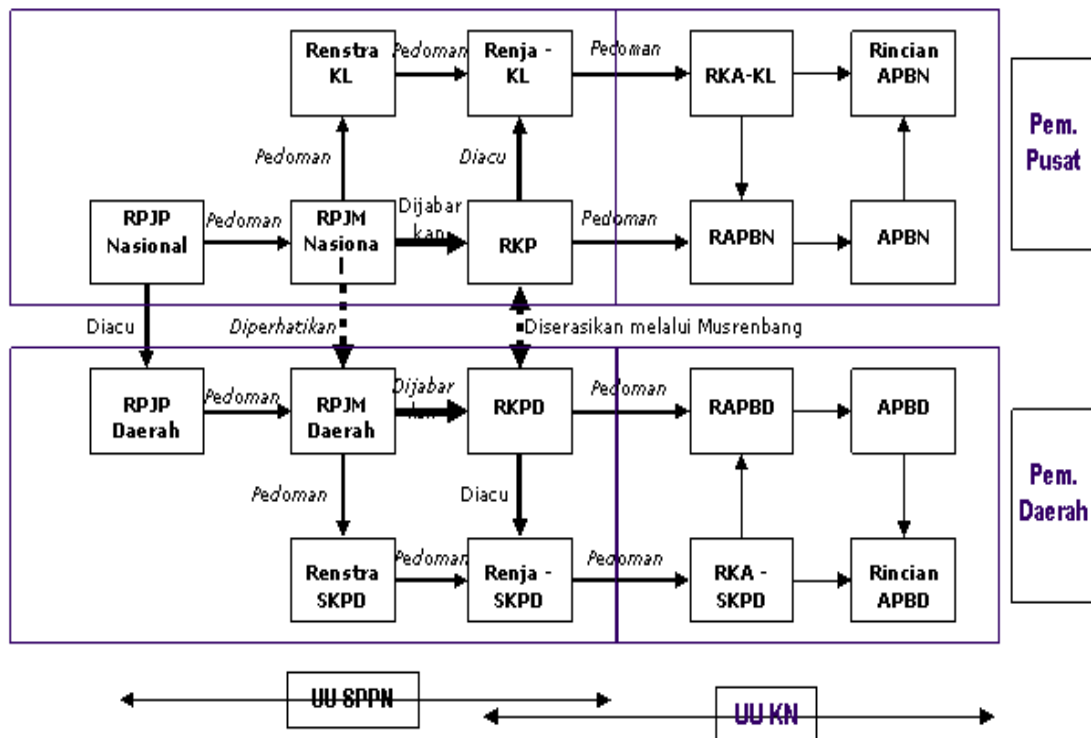 Renstra
KL
Pedoman
Renja -
KL
Pedoman
RKA-KL
Rincian
APBN
Pem.
Pusat
Pedoman
Diacu
RPJP
Nasional
Pedoman
RPJM
Nasiona
Dijabar
kan
RKP
Pedoman
RAPBN
APBN
Diacu
Diperhatikan
Diserasikan melalui Musrenbang
RPJP
Daerah
Pedoman
RPJM
Daerah
Dijabar
kan
RKPD
Pedoman
RAPBD
APBD
Pem.
Daerah
Pedoman
Diacu
Renstra
SKPD
Pedoman
Renja -
SKPD
Pedoman
RKA -
SKPD
Rincian
APBD
UU SPPN
UU KN